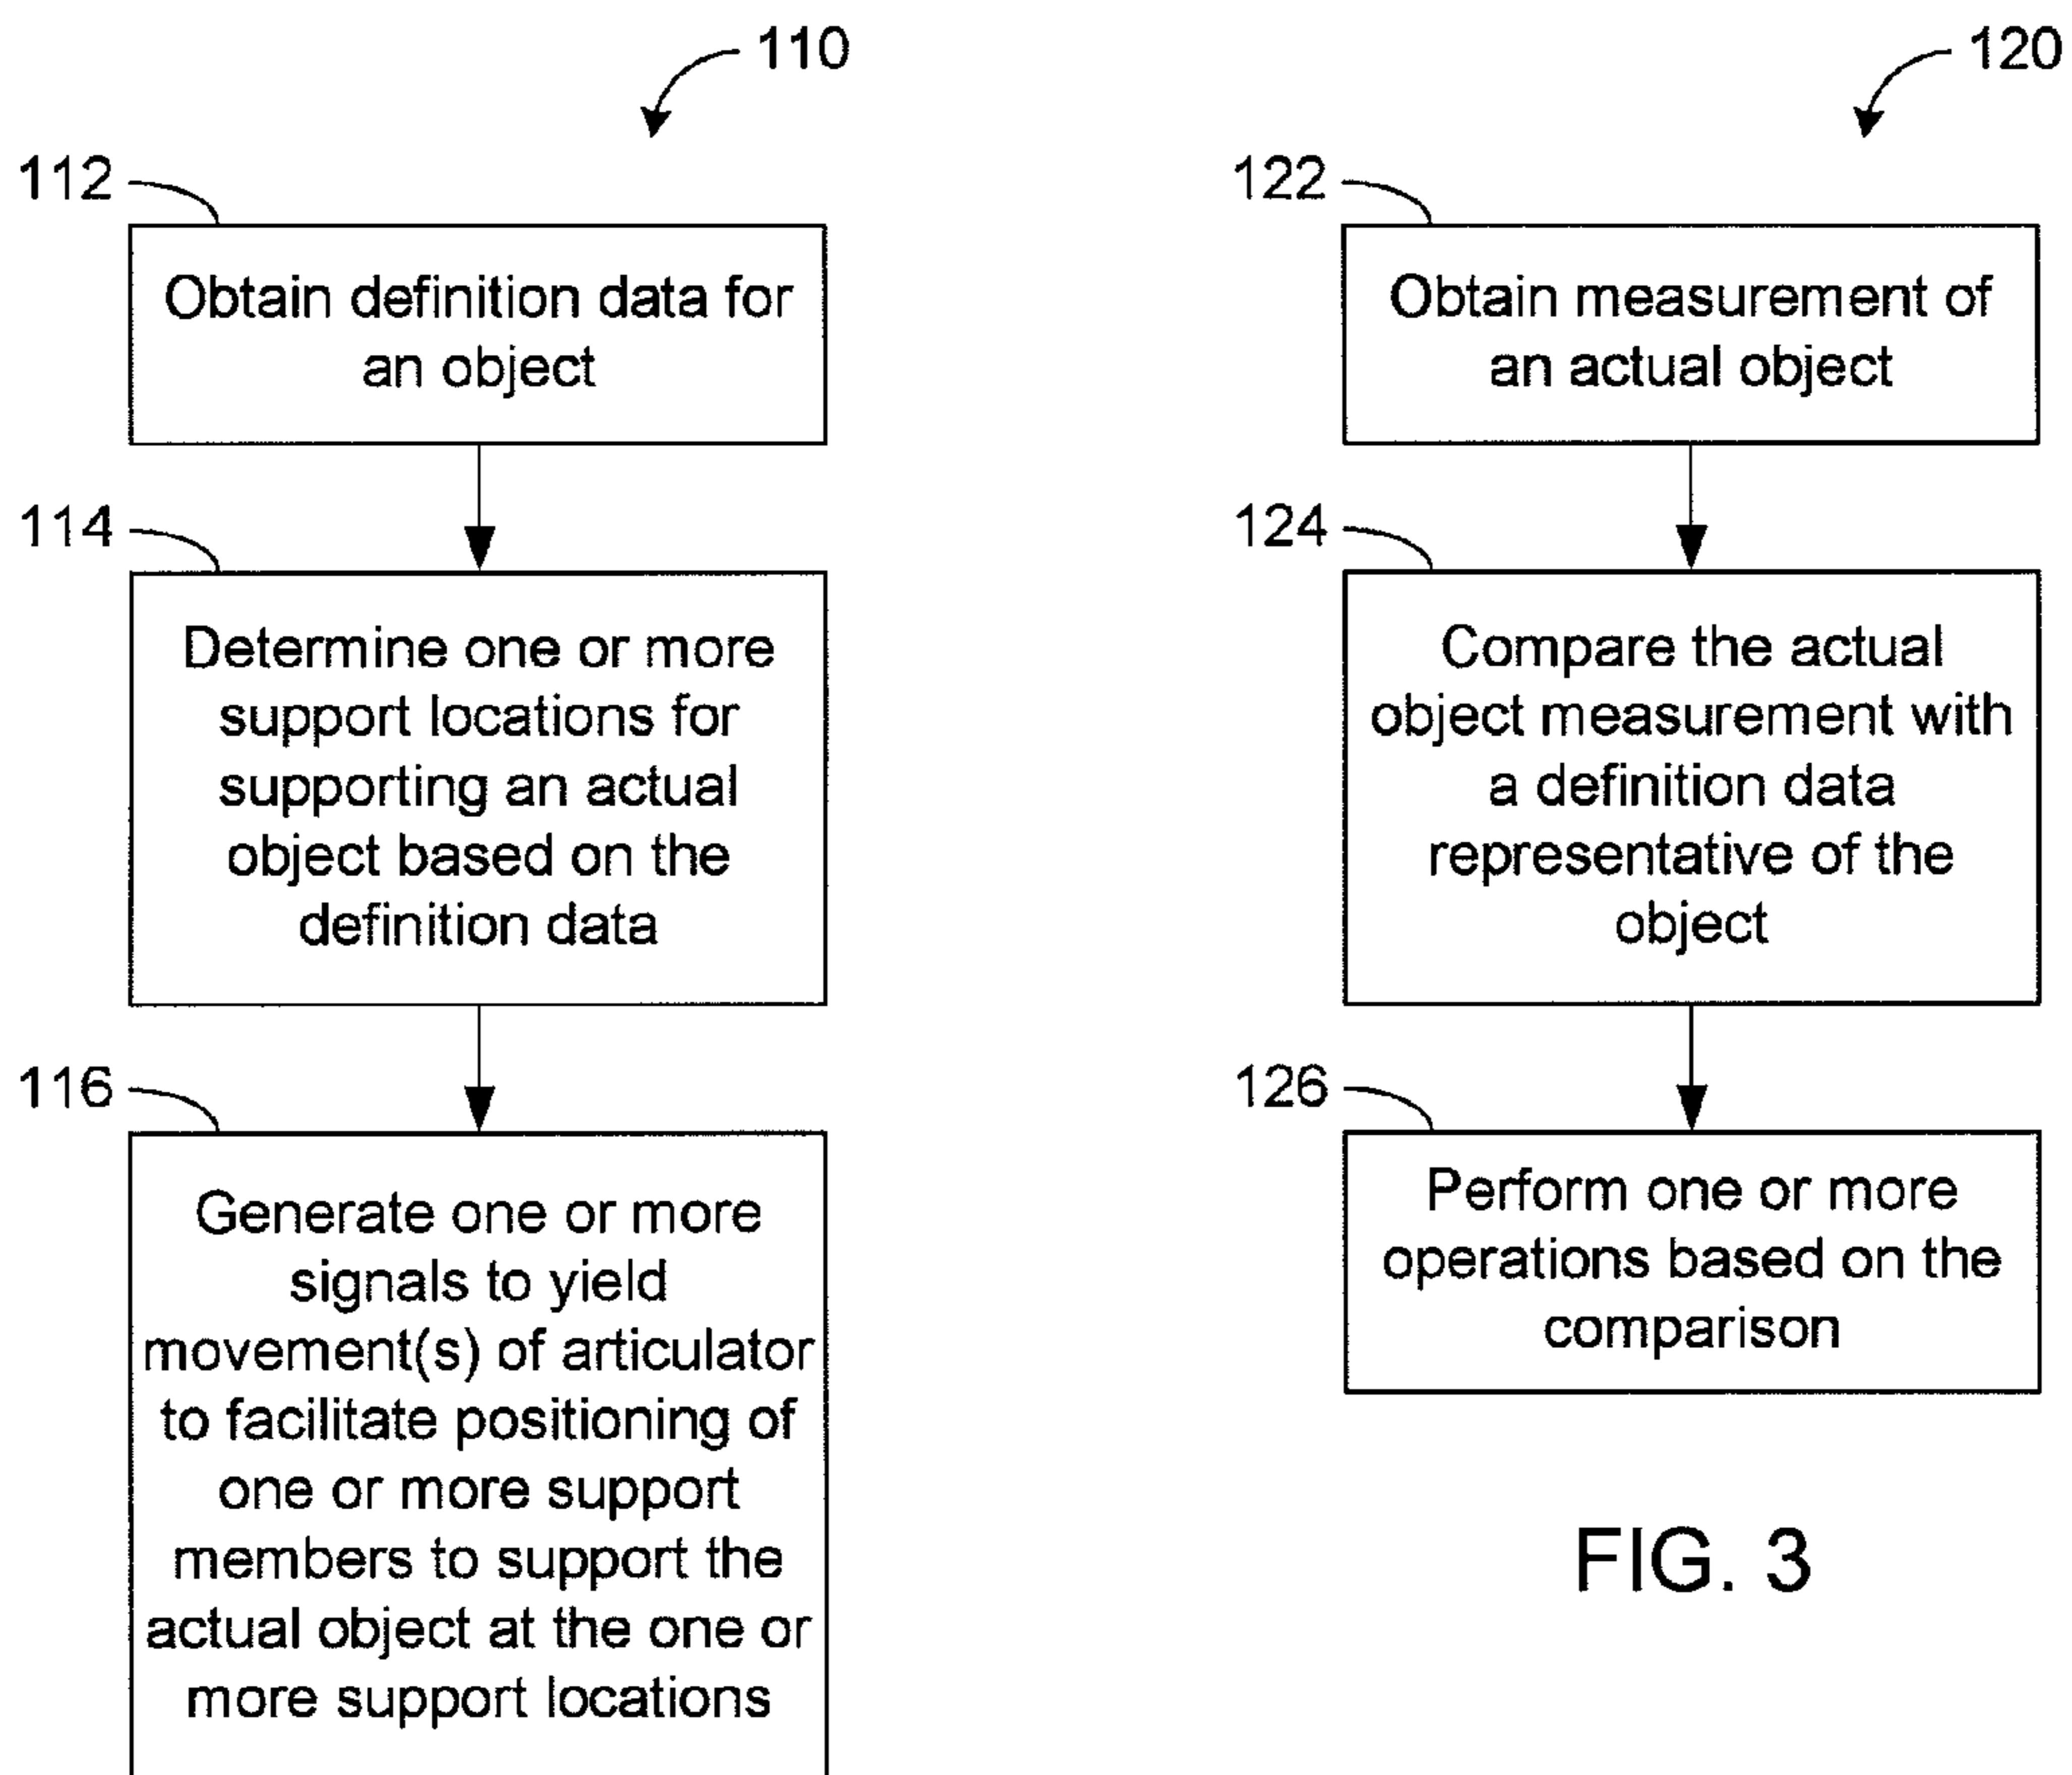 110
112
Obtain definition data for
an object
114
Determine one or more
support locations for
supporting an actual
object based on the
definition data
116
Generate one or more
signals to yield
movement(s) of articulator
to facilitate positioning of
one or more support
members to support the
actual object at the one or
more support locations
120
122
Obtain measurement of
an actual object
124
Compare the actual
object measurement with
a definition data
representative of the
object
126
Perform one or more
operations based on the
comparison
FIG. 3